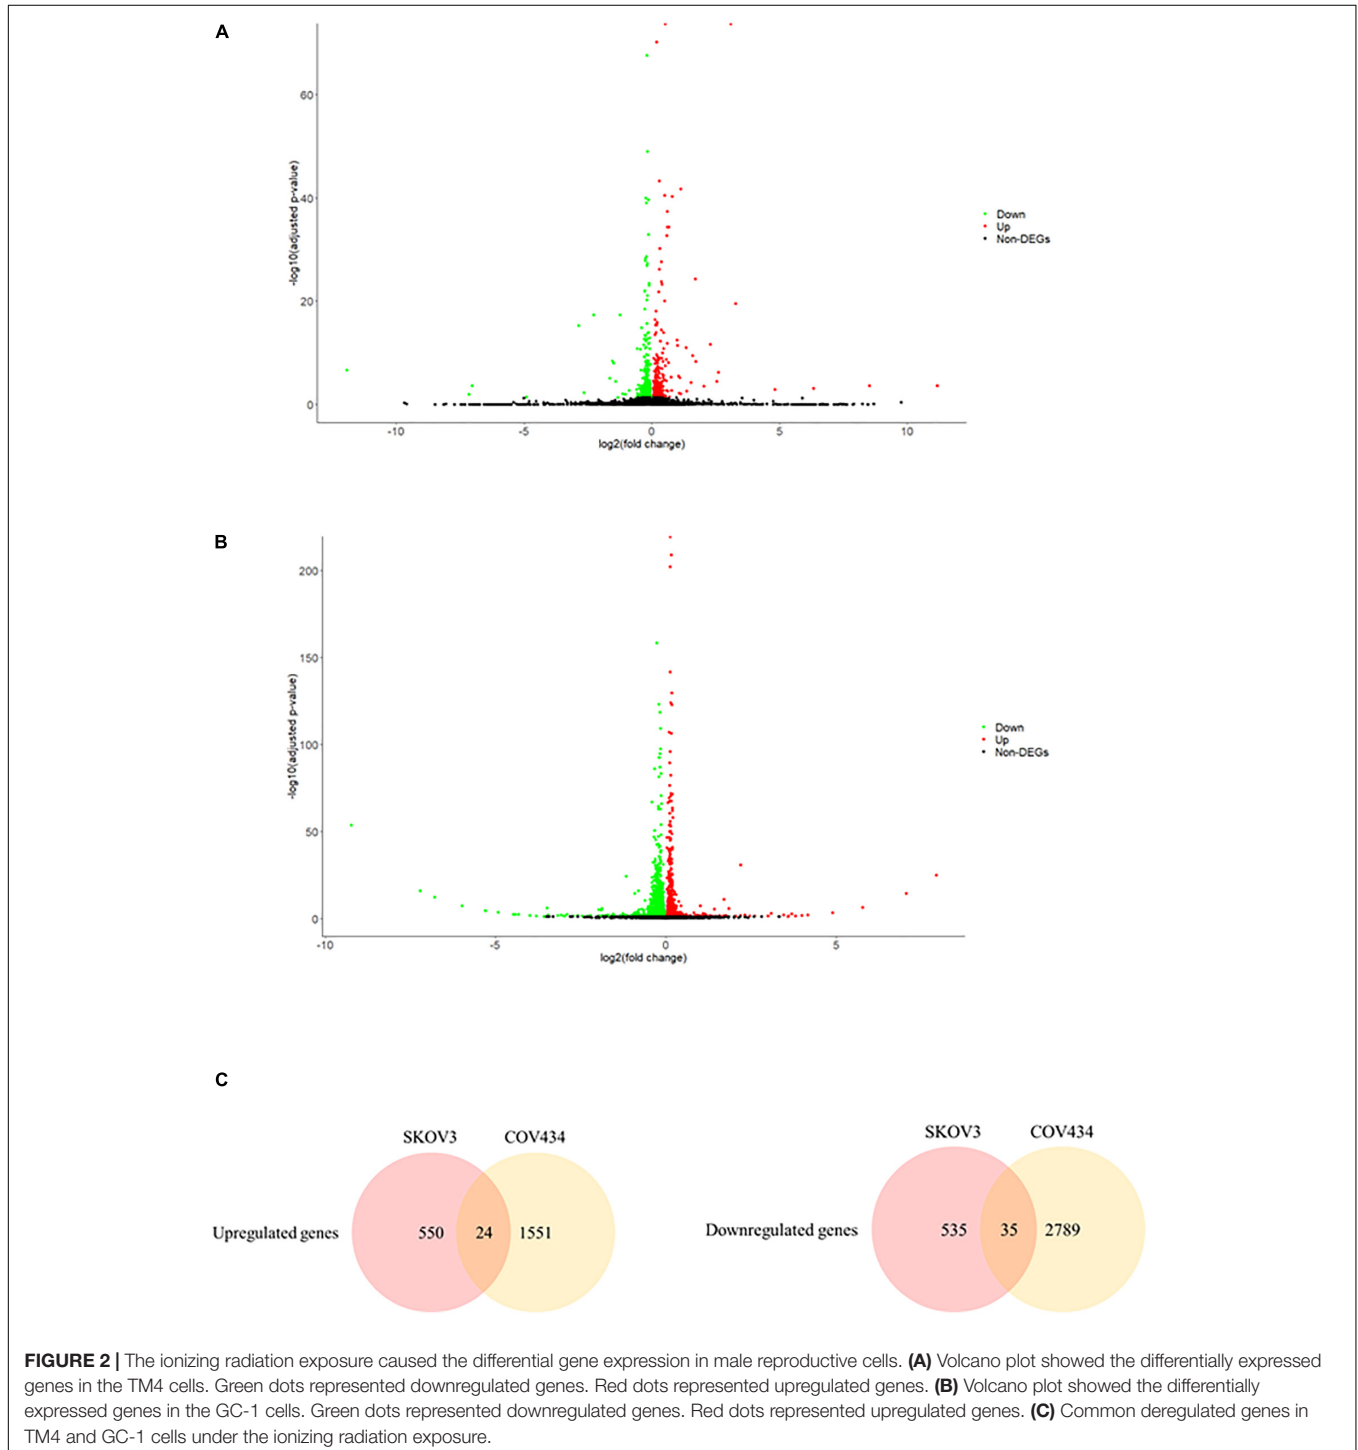 A
60
40
20
0
-log10(adjusted p-value)
-10
-5
0
5
10
log2(fold change)
Down
Up
Non-DEGs
B
200
150
100
50
0
-log10(adjusted p-value)
-10
-5
0
5
log2(fold change)
Down
Up
Non-DEGs
C
SKOV3 COV434
Upregulated genes 550 24 1551
SKOV3 COV434
Downregulated genes 535 35 2789
FIGURE 2 | The ionizing radiation exposure caused the differential gene expression in male reproductive cells. (A) Volcano plot showed the differentially expressed
genes in the TM4 cells. Green dots represented downregulated genes. Red dots represented upregulated genes. (B) Volcano plot showed the differentially
expressed genes in the GC-1 cells. Green dots represented downregulated genes. Red dots represented upregulated genes. (C) Common deregulated genes in
TM4 and GC-1 cells under the ionizing radiation exposure.